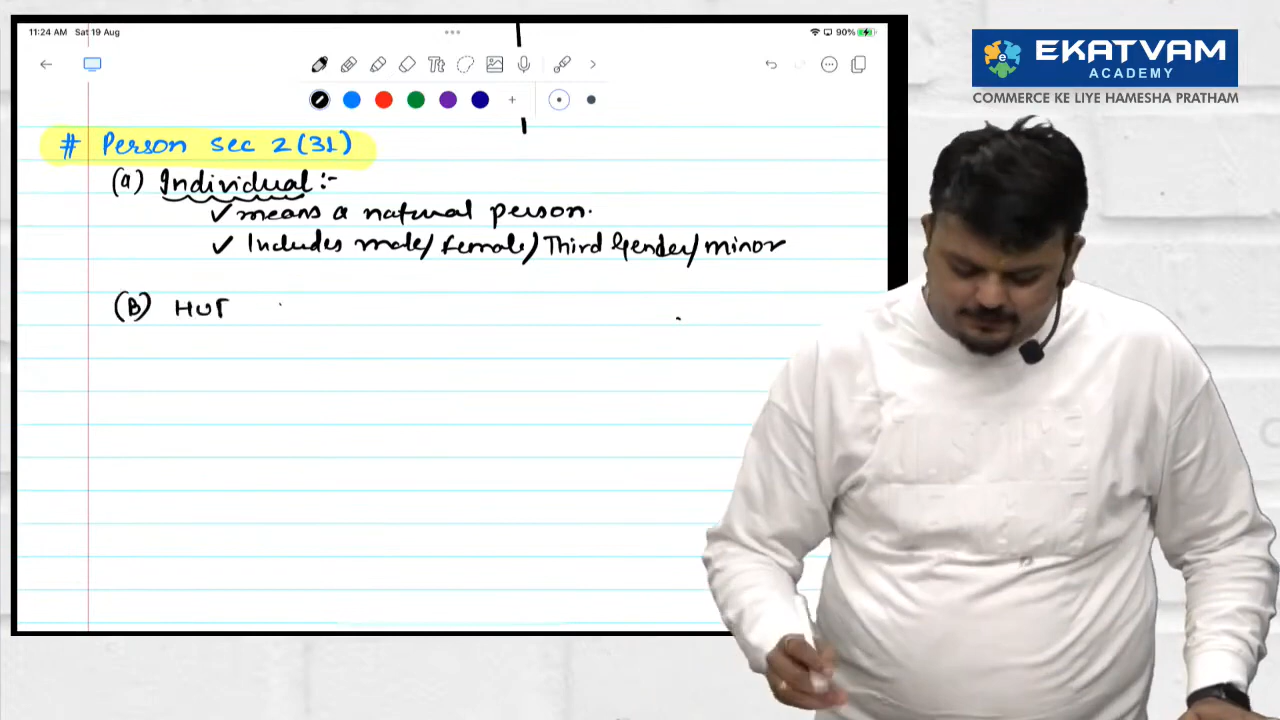 11:24 AM Sat 19 Aug
90%
EKATVAM
ACADEMY
COMMERCE KE LIYE HAMESHA PRATHAM
# Person sec 2(31)
(a) Individual :-
✓ means a natural person.
✓ Includes male/female/Third Gender/minor
(B) HUF